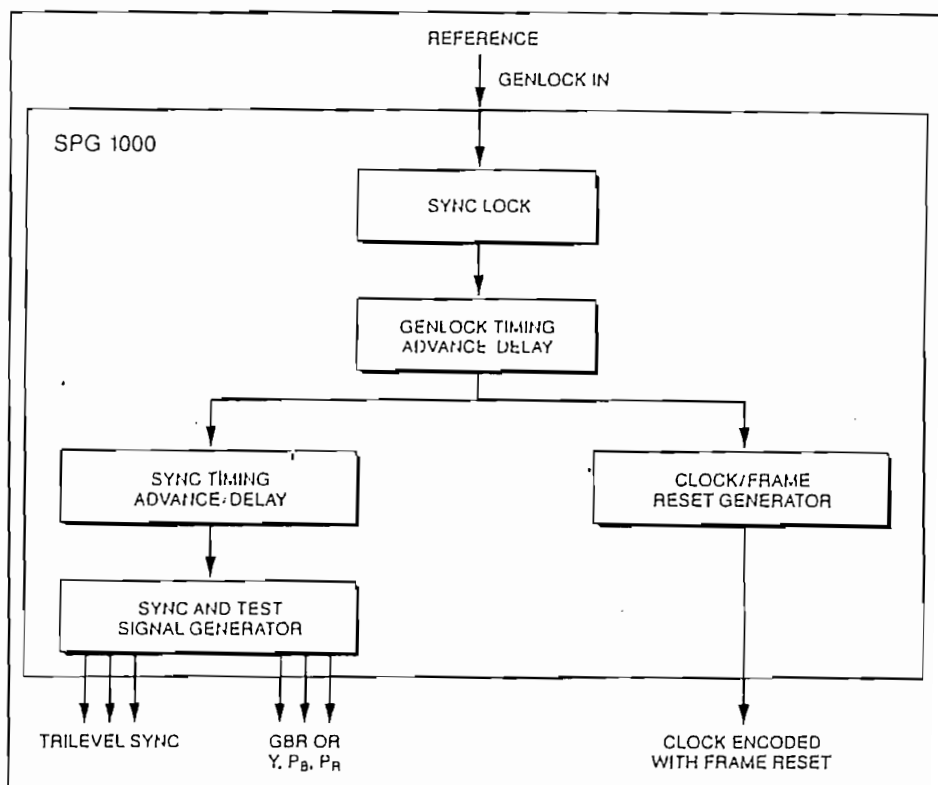 REFERENCE
GENLOCK IN
SPG 1000
SYNC LOCK
GENLOCK TIMING
ADVANCE DELAY
SYNC TIMING
ADVANCE/DELAY
CLOCK/FRAME
RESET GENERATOR
SYNC AND TEST
SIGNAL GENERATOR
TRILEVEL SYNC
GBR OR
Y, PB, PR
CLOCK ENCODED
WITH FRAME RESET